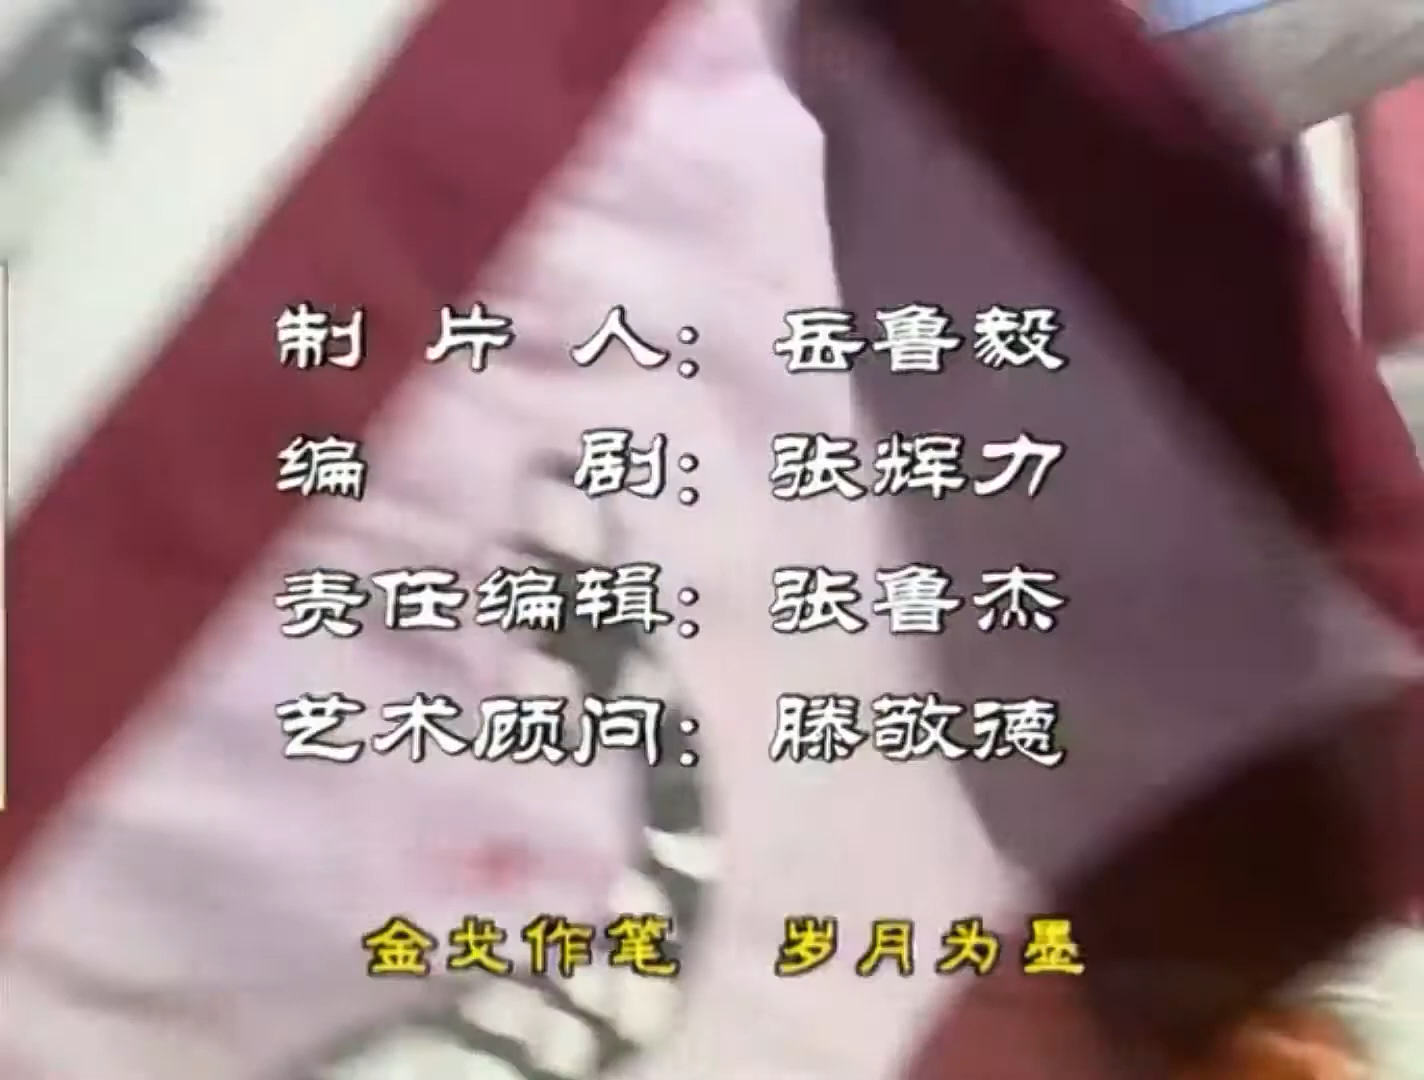 制片人：岳鲁毅
编剧：张辉力
责任编辑：张鲁杰
艺术顾问：滕敬德
金戈作笔 岁月为墨